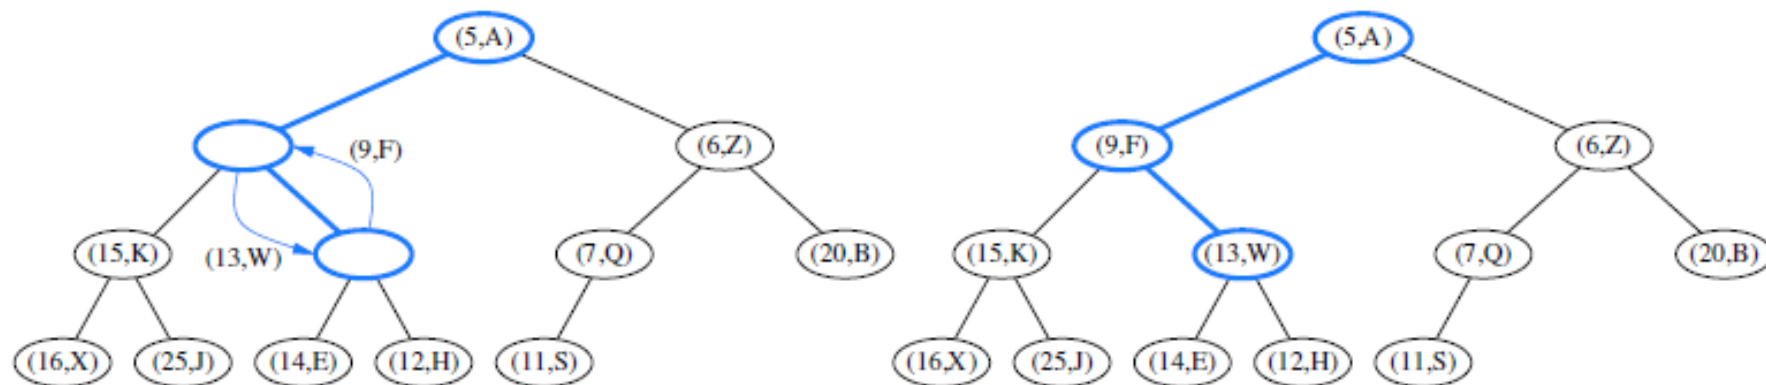 (5,A)
(9,F)
(6,Z)
(15,K)
(13,W)
(7,Q)
(20,B)
(16,X)
(25,J)
(14,E)
(12,H)
(11,S)
(5,A)
(9,F)
(6,Z)
(15,K)
(13,W)
(7,Q)
(20,B)
(16,X)
(25,J)
(14,E)
(12,H)
(11,S)